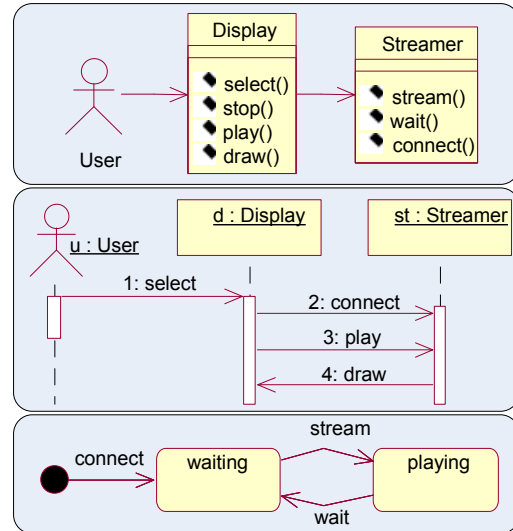 Display
select()
stop()
play()
draw()
Streamer
stream()
wait()
connect()
User
u : User
d : Display
st : Streamer
1: select
2: connect
3: play
4: draw
connect
waiting
stream
playing
wait